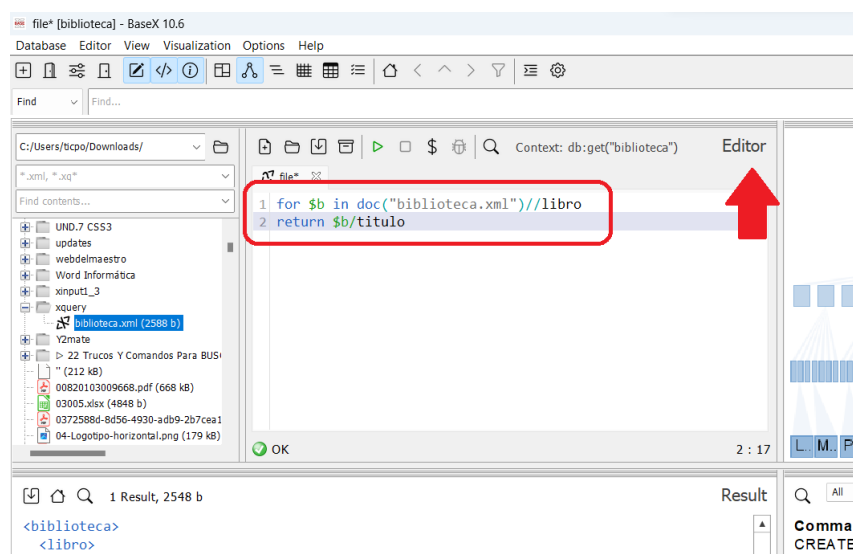 file* [biblioteca] - BaseX 10.6
Database Editor View Visualization Options Help
Find
Find...
C:/Users/ticpo/Downloads/
Context: db:get("biblioteca")
Editor
*.xml, *.xq*
file*
Find contents...
1 for $b in doc("biblioteca.xml")//libro
2 return $b/titulo
UND.7 CSS3
updates
webdelmaestro
Word Informática
xinput1_3
xquery
biblioteca.xml (2588 b)
Y2mate
▷ 22 Trucos Y Comandos Para BUS
" (212 kB)
00820103009668.pdf (668 kB)
03005.xlsx (4848 b)
0372588d-8d56-4930-adb9-2b7cea1
04-Logotipo-horizontal.png (179 kB)
OK
2 : 17
L.. M.. P
1 Result, 2548 b
Result
All
<biblioteca>
<libro>
Comma
CREATE